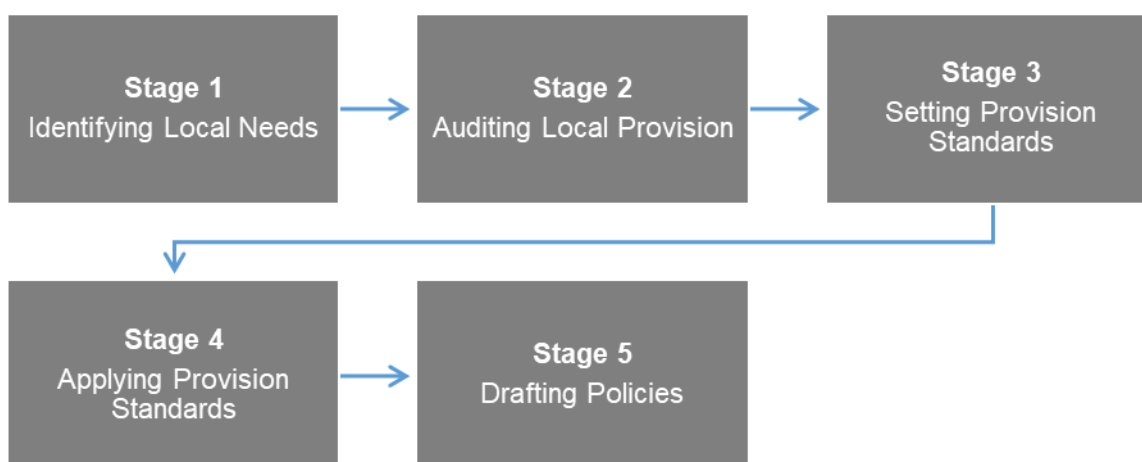 Stage 1
Identifying Local Needs
Stage 2
Auditing Local Provision
Stage 3
Setting Provision
Standards
Stage 4
Applying Provision
Standards
Stage 5
Drafting Policies